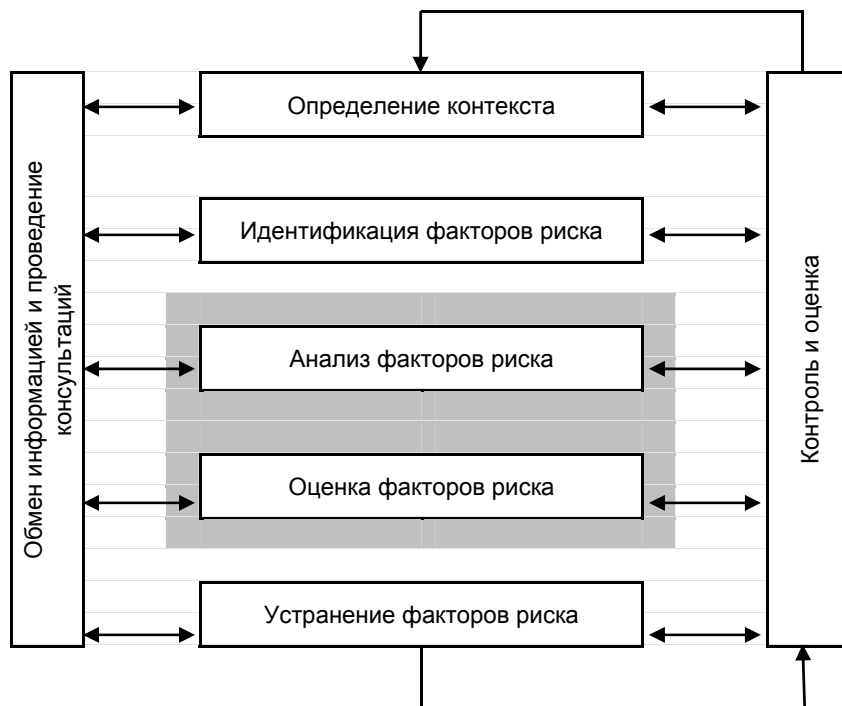 Обмен информацией и проведение
консультаций
Определение контекста
Идентификация факторов риска
Анализ факторов риска
Оценка факторов риска
Устранение факторов риска
Контроль и оценка